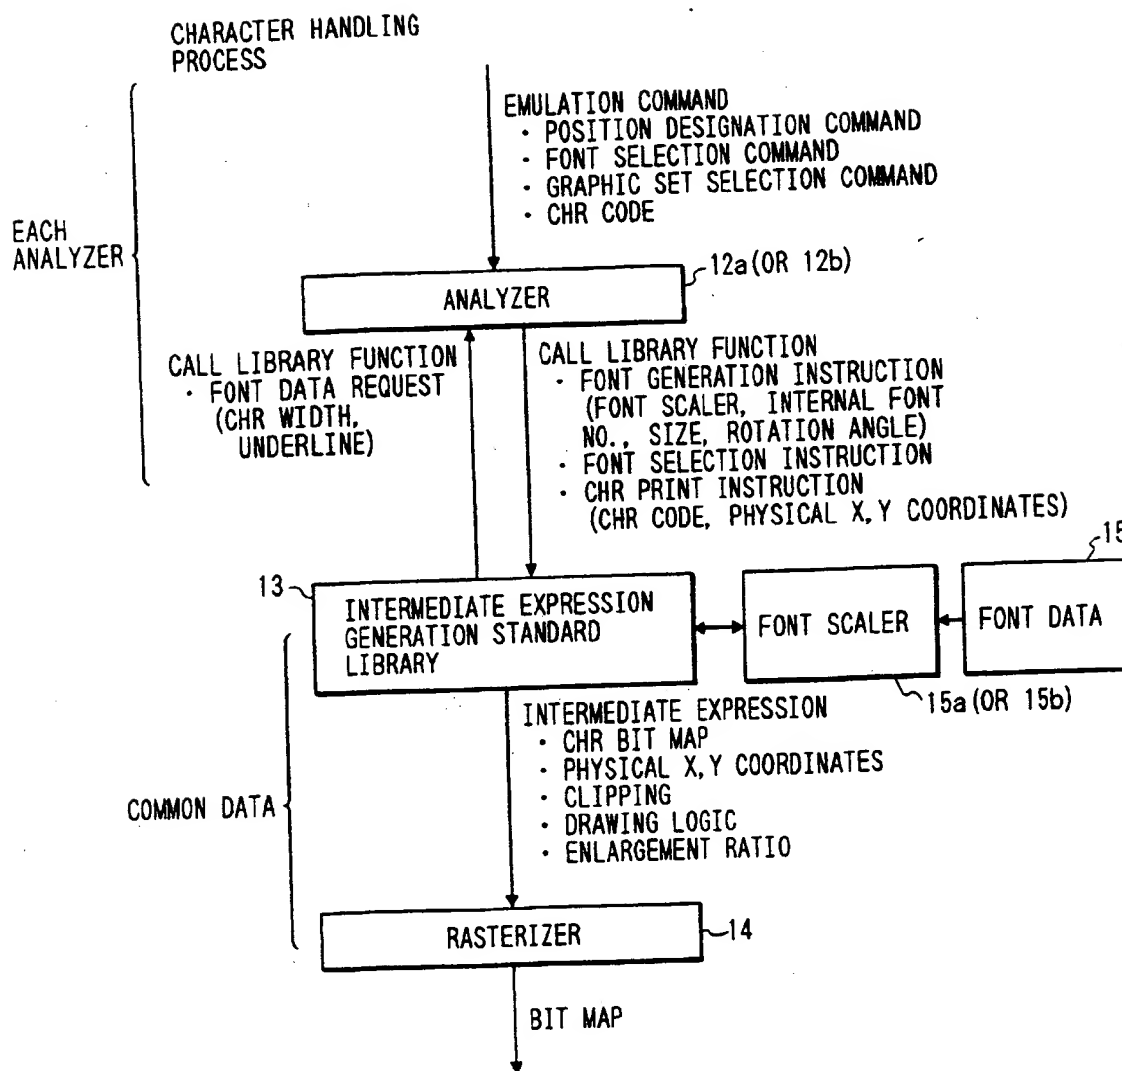 CHARACTER HANDLING
PROCESS
EMULATION COMMAND
· POSITION DESIGNATION COMMAND
· FONT SELECTION COMMAND
· GRAPHIC SET SELECTION COMMAND
· CHR CODE
EACH
ANALYZER
12a(OR 12b)
ANALYZER
CALL LIBRARY FUNCTION
· FONT DATA REQUEST
(CHR WIDTH,
UNDERLINE)
CALL LIBRARY FUNCTION
· FONT GENERATION INSTRUCTION
(FONT SCALER, INTERNAL FONT
NO., SIZE, ROTATION ANGLE)
· FONT SELECTION INSTRUCTION
· CHR PRINT INSTRUCTION
(CHR CODE, PHYSICAL X,Y COORDINATES)
13
INTERMEDIATE EXPRESSION
GENERATION STANDARD
LIBRARY
FONT SCALER
15a(OR 15b)
15
FONT DATA
INTERMEDIATE EXPRESSION
· CHR BIT MAP
· PHYSICAL X,Y COORDINATES
· CLIPPING
· DRAWING LOGIC
· ENLARGEMENT RATIO
COMMON DATA
RASTERIZER
14
BIT MAP